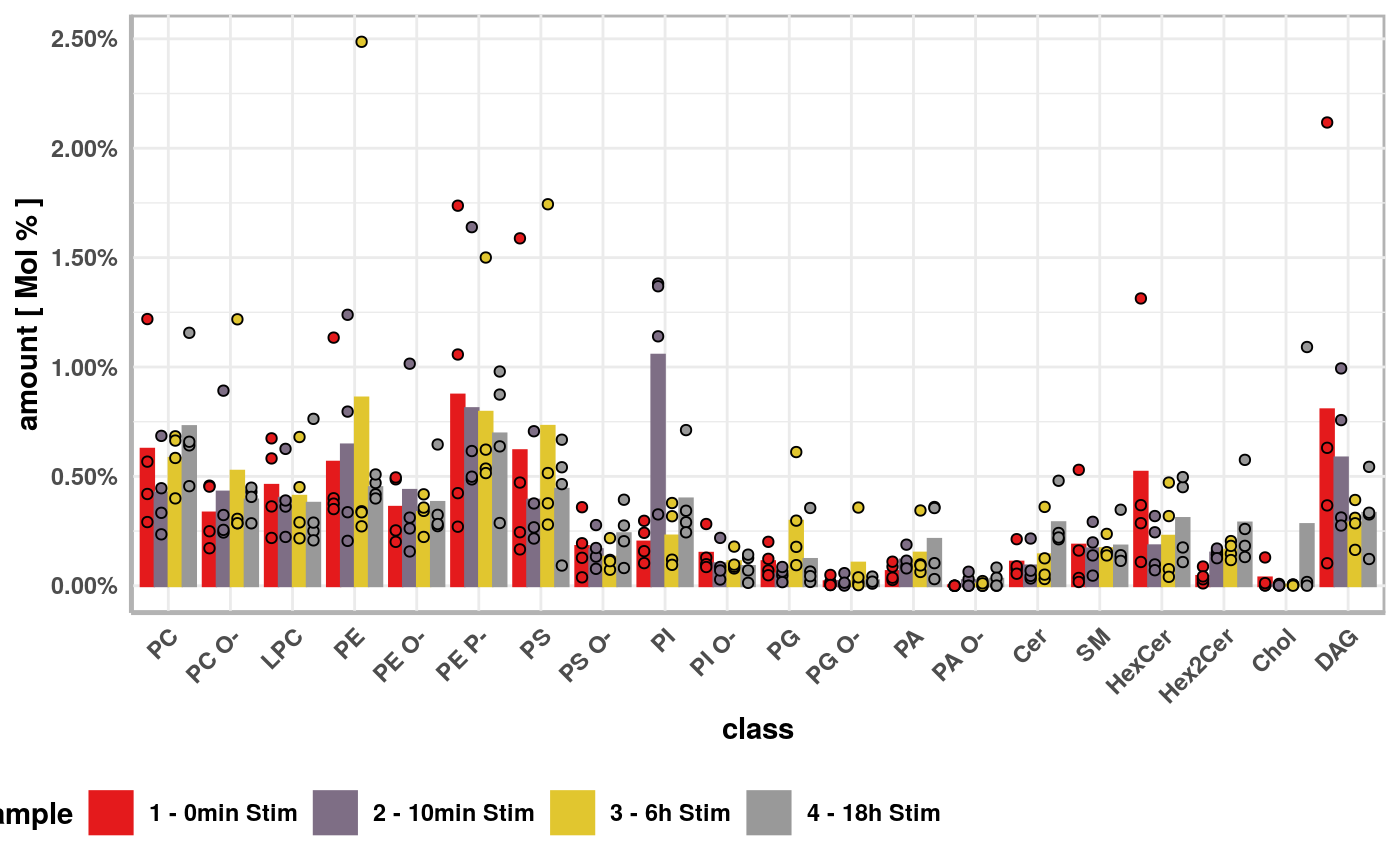 2.50%
2.00%
1.50%
1.00%
0.50%
0.00%
amount [ Mol % ]
PC
PC O-
LPC
PE
PE O-
PE P-
PS
PS O-
PI
PI O-
PG
PG O-
PA
PA O-
Cer
SM
HexCer
Hex2Cer
Chol
DAG
class
ample
1 - 0min Stim
2 - 10min Stim
3 - 6h Stim
4 - 18h Stim